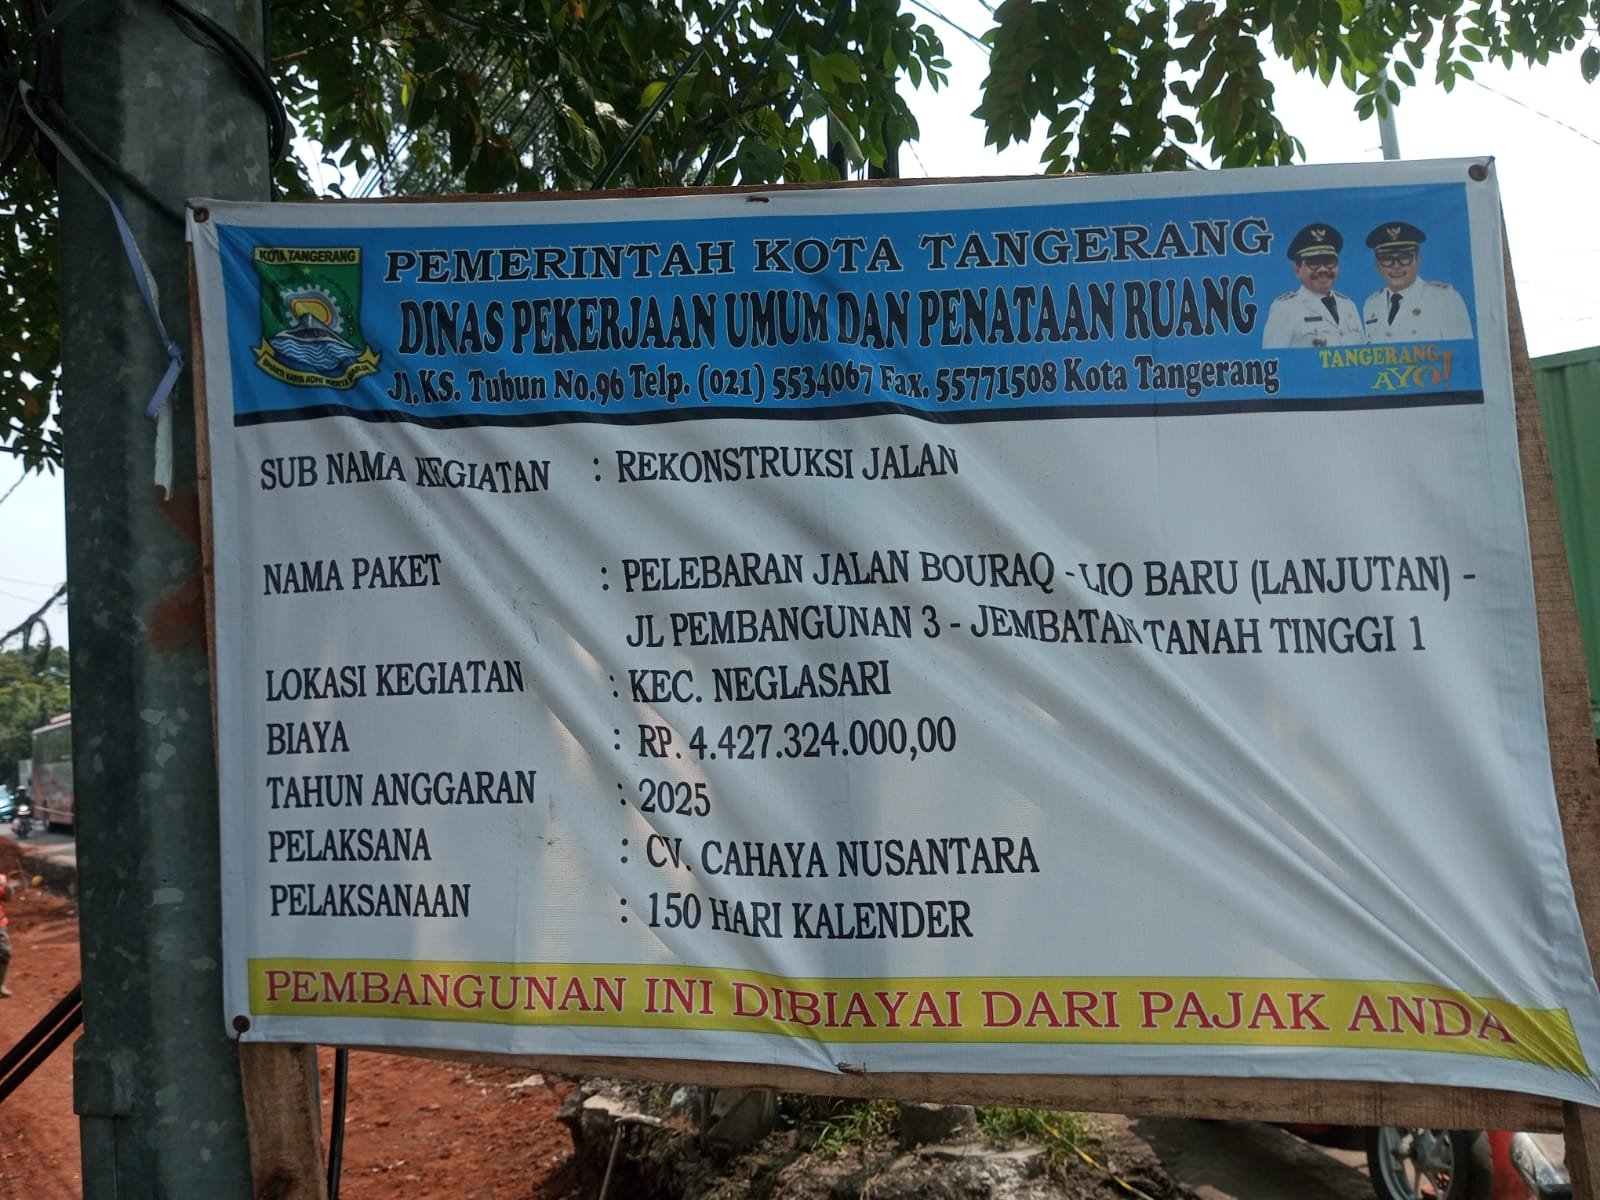 KOTA TANGERANG
PEMERINTAH KOTA TANGERANG
DINAS PEKERJAAN UMUM DAN PENATAAN RUANG
Jl. KS. Tubun No.96 Telp. (021) 5534067 Fax. 55771508 Kota Tangerang
TANGERANG
AYO!
SUB NAMA KEGIATAN : REKONSTRUKSI JALAN
NAMA PAKET : PELEBARAN JALAN BOURAQ - LIO BARU (LANJUTAN) -
JL PEMBANGUNAN 3 - JEMBATAN TANAH TINGGI 1
LOKASI KEGIATAN : KEC. NEGLASARI
BIAYA : RP. 4.427.324.000,00
TAHUN ANGGARAN : 2025
PELAKSANA : CV. CAHAYA NUSANTARA
PELAKSANAAN : 150 HARI KALENDER
PEMBANGUNAN INI DIBIAYAI DARI PAJAK ANDA